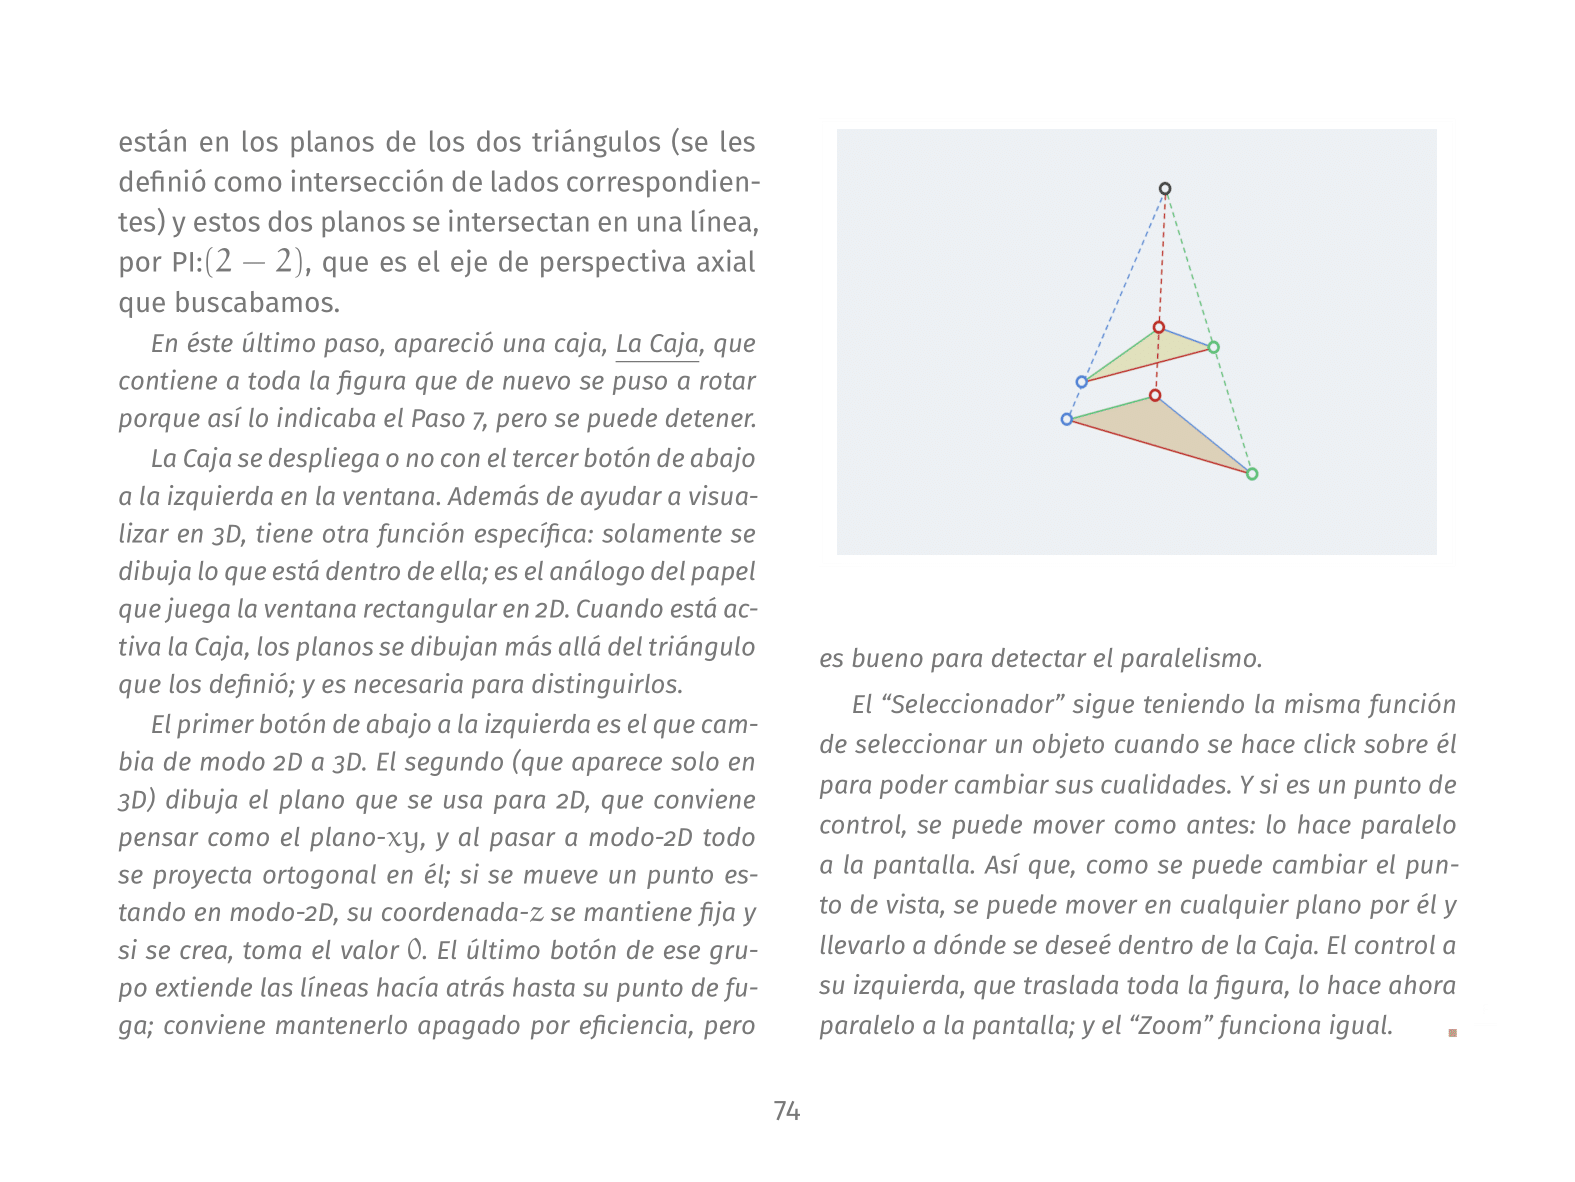 están en los planos de los dos triángulos (se les
definió como intersección de lados correspondien-
tes) y estos dos planos se intersectan en una línea,
por PI:(2 − 2), que es el eje de perspectiva axial
que buscabamos.
En éste último paso, apareció una caja, La Caja, que
contiene a toda la figura que de nuevo se puso a rotar
porque así lo indicaba el Paso 7, pero se puede detener.
La Caja se despliega o no con el tercer botón de abajo
a la izquierda en la ventana. Además de ayudar a visua-
lizar en 3D, tiene otra función específica: solamente se
dibuja lo que está dentro de ella; es el análogo del papel
que juega la ventana rectangular en 2D. Cuando está ac-
tiva la Caja, los planos se dibujan más allá del triángulo
que los definió; y es necesaria para distinguirlos.
El primer botón de abajo a la izquierda es el que cam-
bia de modo 2D a 3D. El segundo (que aparece solo en
3D) dibuja el plano que se usa para 2D, que conviene
pensar como el plano-xy, y al pasar a modo-2D todo
se proyecta ortogonal en él; si se mueve un punto es-
tando en modo-2D, su coordenada-z se mantiene fija y
si se crea, toma el valor 0. El último botón de ese gru-
po extiende las líneas hacía atrás hasta su punto de fu-
ga; conviene mantenerlo apagado por eficiencia, pero
es bueno para detectar el paralelismo.
El “Seleccionador” sigue teniendo la misma función
de seleccionar un objeto cuando se hace click sobre él
para poder cambiar sus cualidades. Y si es un punto de
control, se puede mover como antes: lo hace paralelo
a la pantalla. Así que, como se puede cambiar el pun-
to de vista, se puede mover en cualquier plano por él y
llevarlo a dónde se deseé dentro de la Caja. El control a
su izquierda, que traslada toda la figura, lo hace ahora
paralelo a la pantalla; y el “Zoom” funciona igual.
74